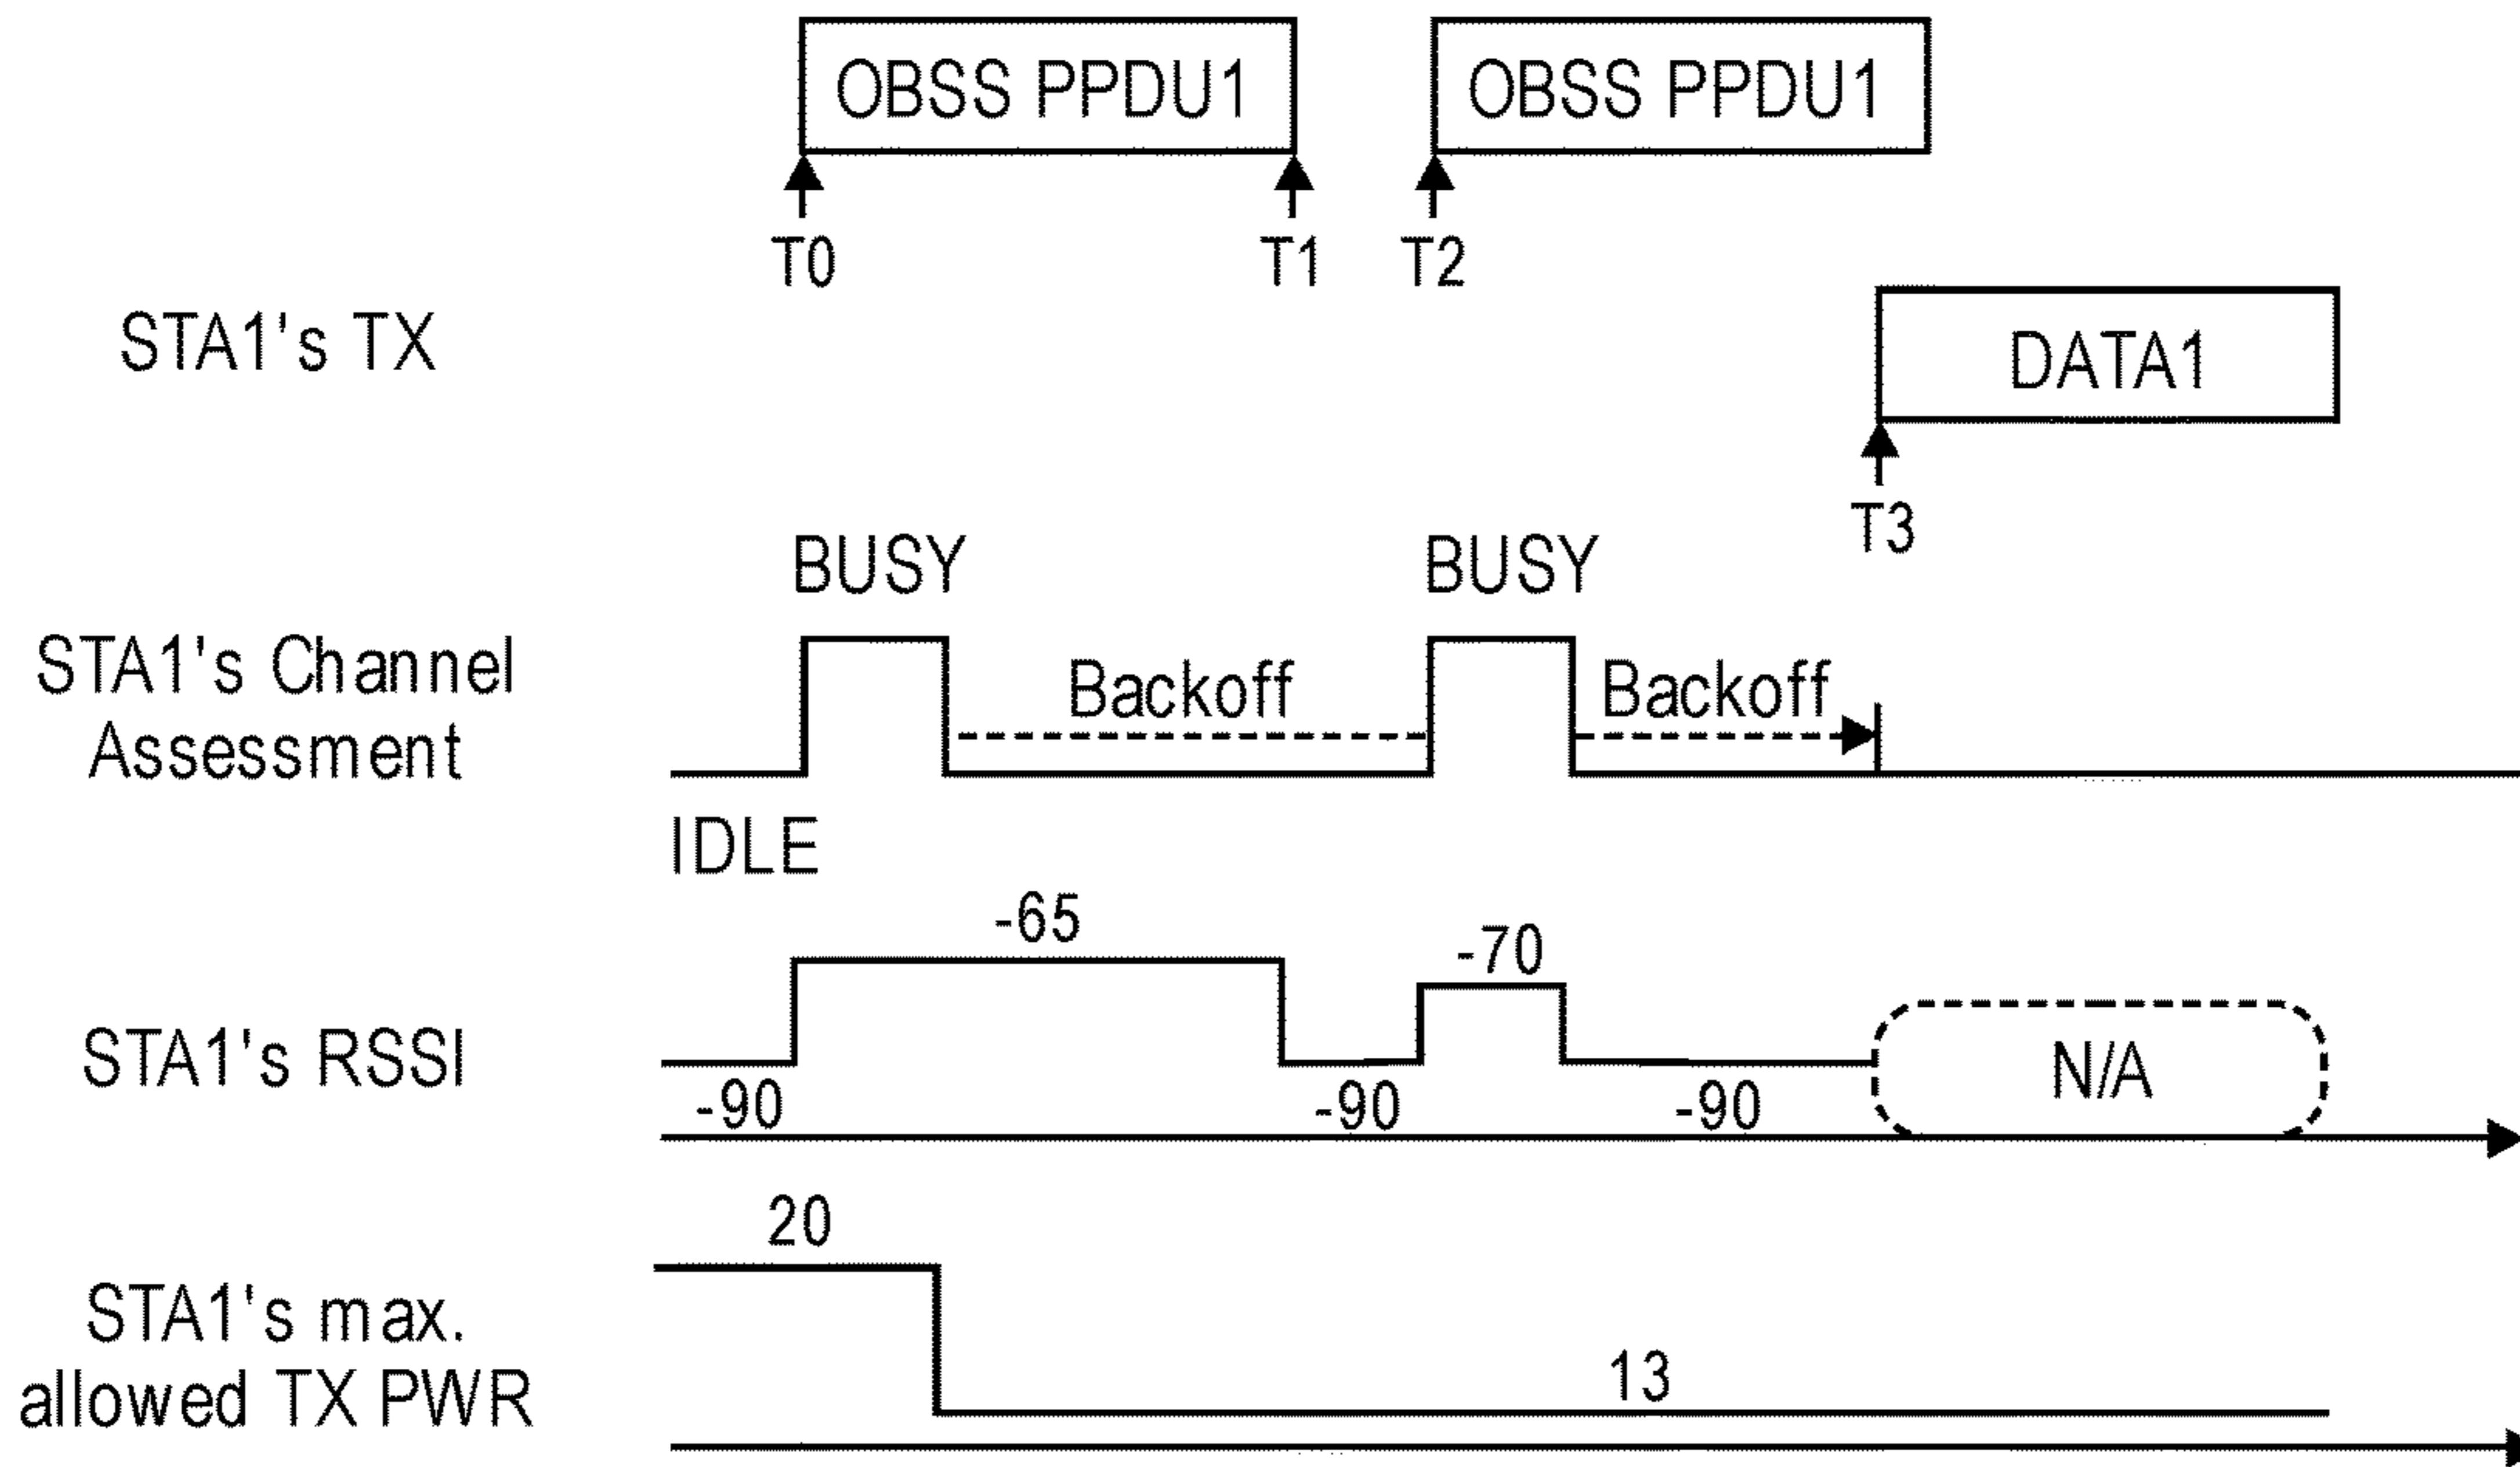 OBSS PPDU1 OBSS PPDU1
T0 T1 T2
STA1's TX DATA1
T3
BUSY BUSY
STA1's Channel
Assessment
Backoff Backoff
IDLE
-65
-70
STA1's RSSI N/A
-90 -90 -90
20
STA1's max.
allowed TX PWR
13